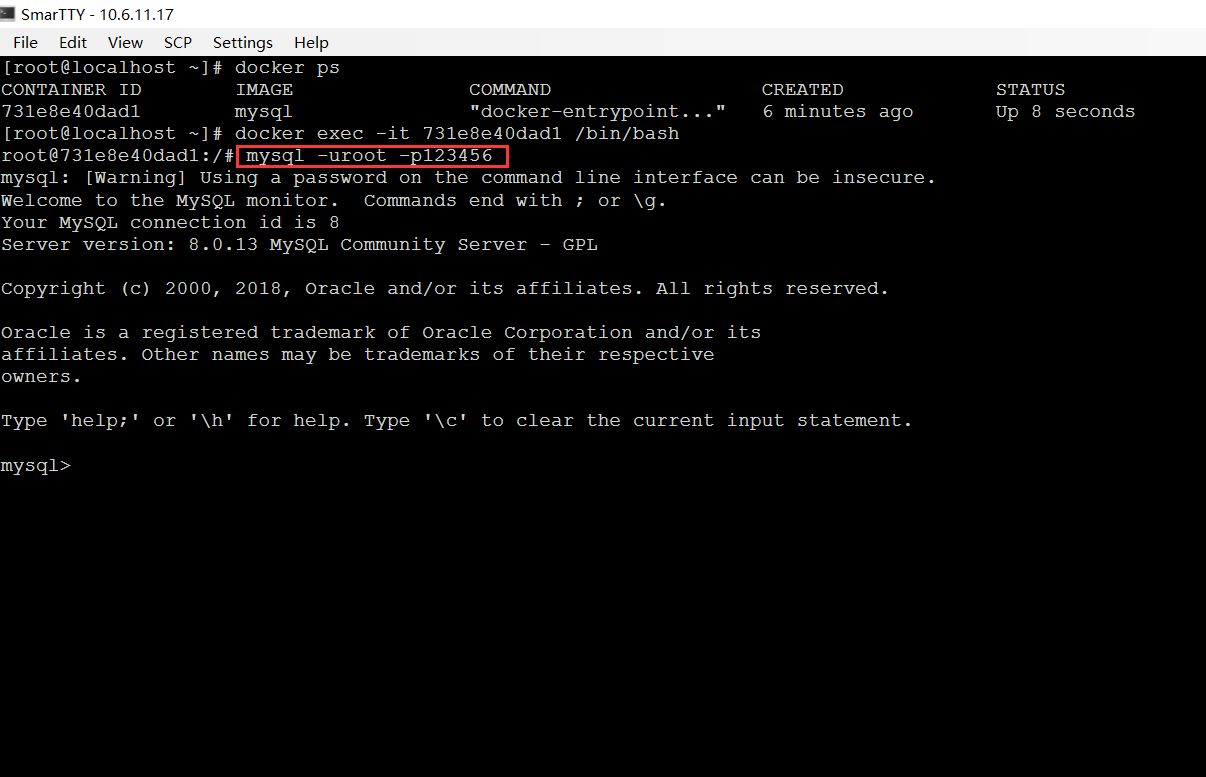 SmarTTY - 10.6.11.17
File Edit View SCP Settings Help
[root@localhost ~]# docker ps
CONTAINER ID IMAGE COMMAND CREATED STATUS
731e8e40dad1 mysql "docker-entrypoint..." 6 minutes ago Up 8 seconds
[root@localhost ~]# docker exec -it 731e8e40dad1 /bin/bash
root@731e8e40dad1:/# mysql -uroot -p123456
mysql: [Warning] Using a password on the command line interface can be insecure.
Welcome to the MySQL monitor.  Commands end with ; or \g.
Your MySQL connection id is 8
Server version: 8.0.13 MySQL Community Server - GPL
Copyright (c) 2000, 2018, Oracle and/or its affiliates. All rights reserved.
Oracle is a registered trademark of Oracle Corporation and/or its
affiliates. Other names may be trademarks of their respective
owners.
Type 'help;' or '\h' for help. Type '\c' to clear the current input statement.
mysql>